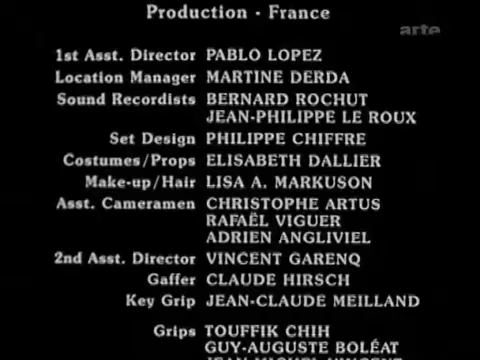 Production - France
arte
1st Asst. Director PABLO LOPEZ
Location Manager MARTINE DERDA
Sound Recordists BERNARD ROCHUT
JEAN-PHILIPPE LE ROUX
Set Design PHILIPPE CHIFFRE
Costumes/Props ELISABETH DALLIER
Make-up/Hair LISA A. MARKUSON
Asst. Cameramen CHRISTOPHE ARTUS
RAFAËL VIGUER
ADRIEN ANGLIVIEL
2nd Asst. Director VINCENT GARENQ
Gaffer CLAUDE HIRSCH
Key Grip JEAN-CLAUDE MEILLAND
Grips TOUFFIK CHIH
GUY-AUGUSTE BOLÉAT
JEAN-MICHEL VINCENT